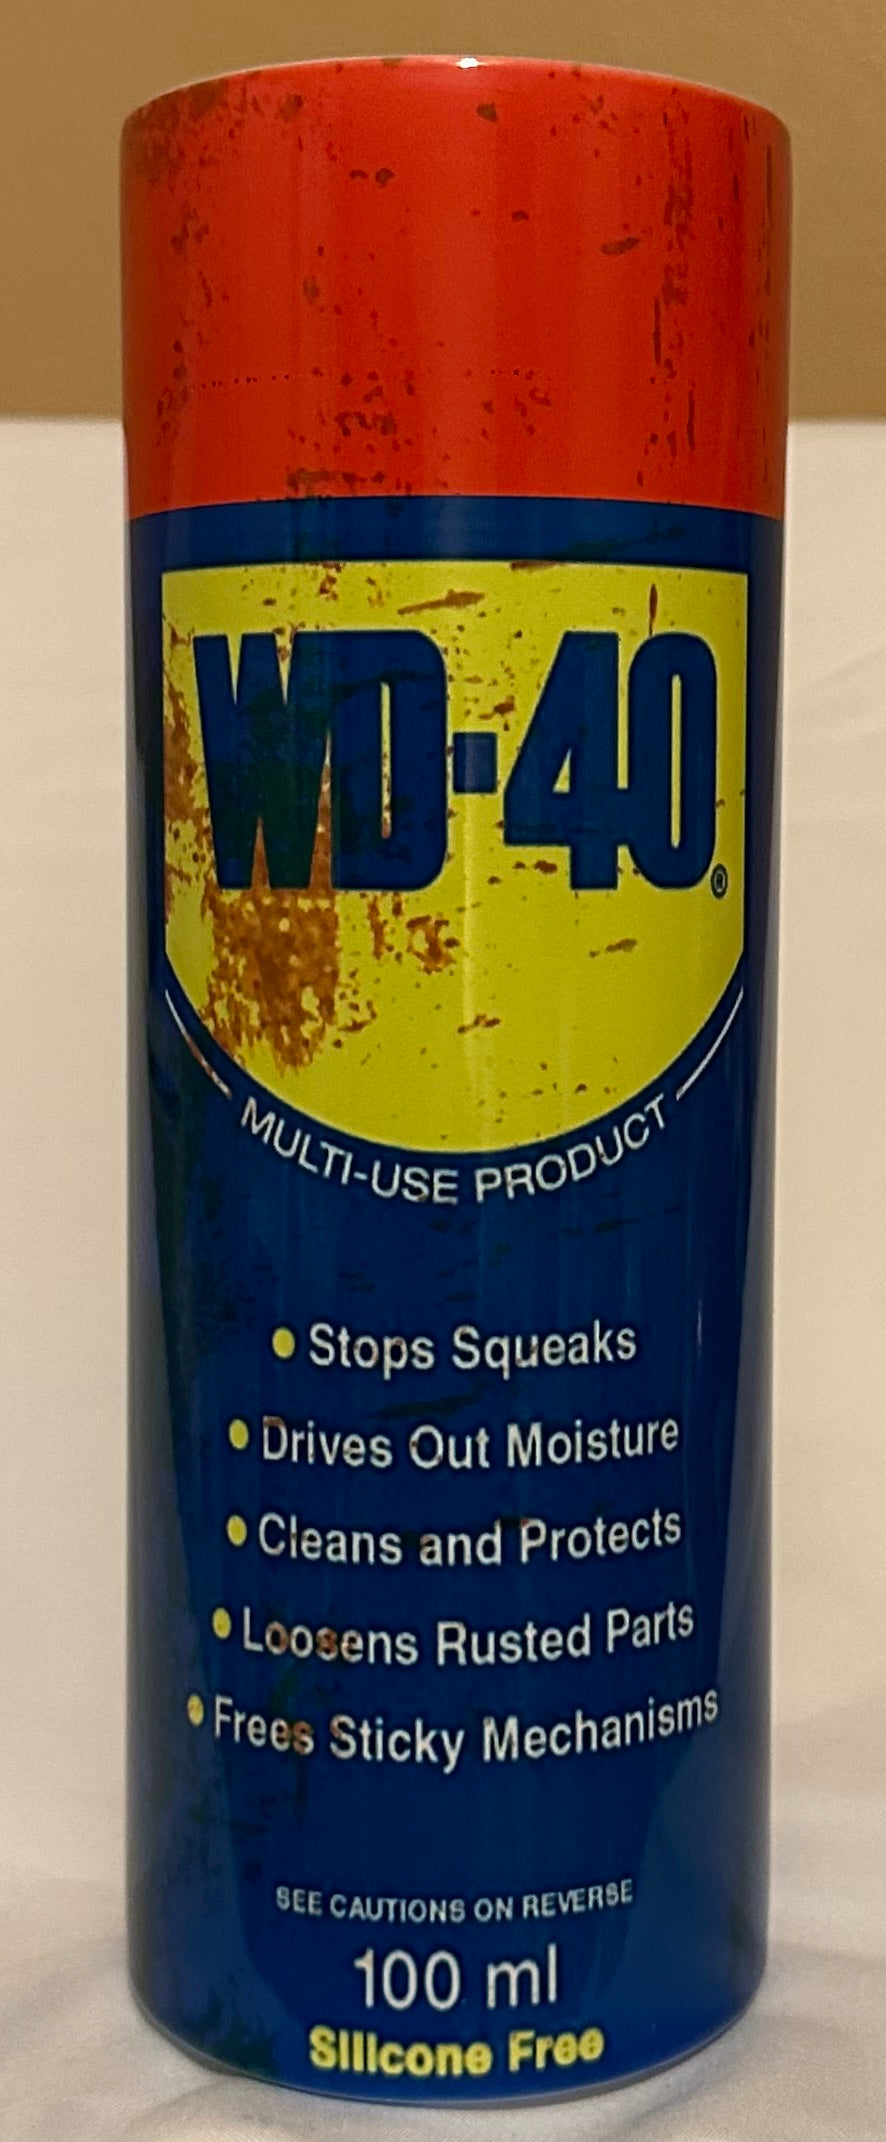 WD-40®
MULTI-USE PRODUCT
• Stops Squeaks
• Drives Out Moisture
• Cleans and Protects
• Loosens Rusted Parts
• Frees Sticky Mechanisms
SEE CAUTIONS ON REVERSE
100 ml
Silicone Free